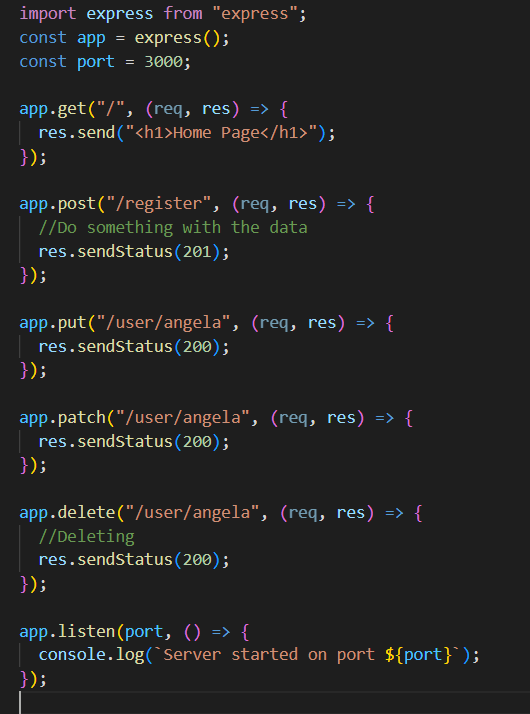 import express from "express";
const app = express();
const port = 3000;

app.get("/", (req, res) => {
  res.send("<h1>Home Page</h1>");
});

app.post("/register", (req, res) => {
  //Do something with the data
  res.sendStatus(201);
});

app.put("/user/angela", (req, res) => {
  res.sendStatus(200);
});

app.patch("/user/angela", (req, res) => {
  res.sendStatus(200);
});

app.delete("/user/angela", (req, res) => {
  //Deleting
  res.sendStatus(200);
});

app.listen(port, () => {
  console.log(`Server started on port ${port}`);
});